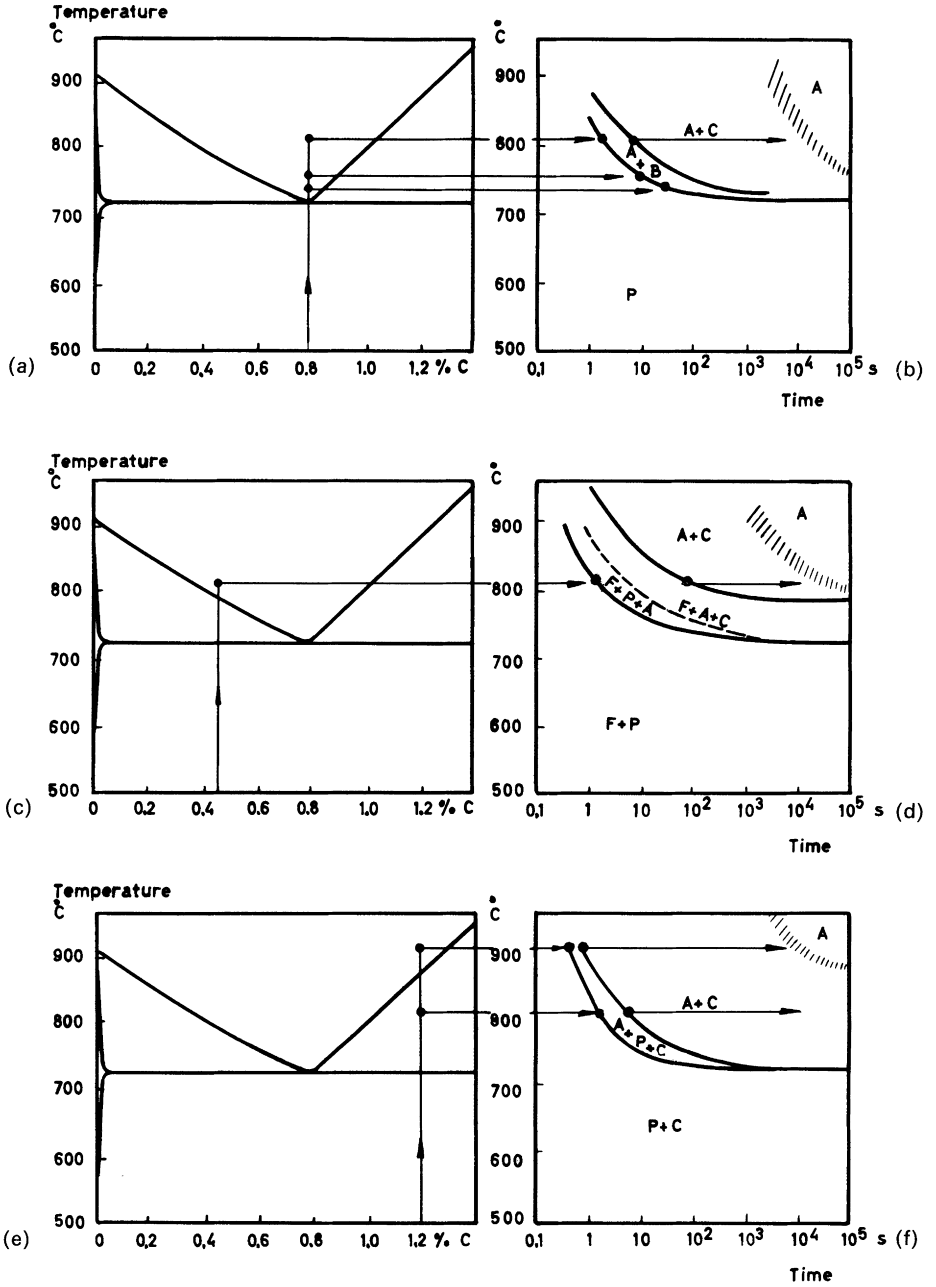 Temperature
°C
900
800
700
600
500
0 0.2 0.4 0.6 0.8 1.0 1.2 % C
(a)
°C
900
800
700
600
500
A
A+C
A+B
P
0.1 1 10 10² 10³ 10⁴ 10⁵ s
(b)
Time
Temperature
°C
900
800
700
600
500
0 0.2 0.4 0.6 0.8 1.0 1.2 % C
(c)
°C
900
800
700
600
500
A
A+C
F+P+A
F+A+C
F+P
0.1 1 10 10² 10³ 10⁴ 10⁵ s
(d)
Time
Temperature
°C
900
800
700
600
500
0 0.2 0.4 0.6 0.8 1.0 1.2 % C
(e)
°C
900
800
700
600
500
A
A+C
A+P+C
P+C
0.1 1 10 10² 10³ 10⁴ 10⁵ s
(f)
Time